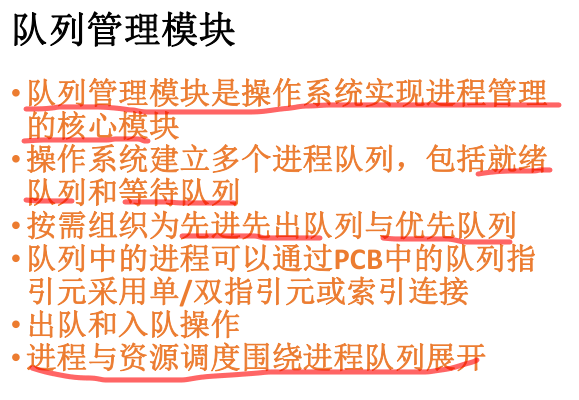 队列管理模块
•队列管理模块是操作系统实现进程管理
的核心模块
•操作系统建立多个进程队列，包括就绪
队列和等待队列
•按需组织为先进先出队列与优先队列
•队列中的进程可以通过PCB中的队列指
引元采用单/双指引元或索引连接
•出队和入队操作
•进程与资源调度围绕进程队列展开